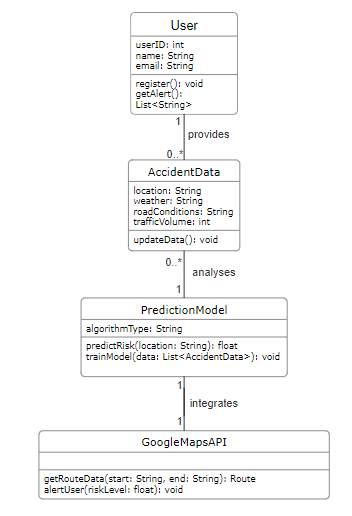 User
userID: int
name: String
email: String
register(): void
getAlert():
List<String>
1
provides
0..*
AccidentData
location: String
weather: String
roadConditions: String
trafficVolume: int
updateData(): void
0..*
analyses
1
PredictionModel
algorithmType: String
predictRisk(location: String): float
trainModel(data: List<AccidentData>): void
1
integrates
1
GoogleMapsAPI
getRouteData(start: String, end: String): Route
alertUser(riskLevel: float): void